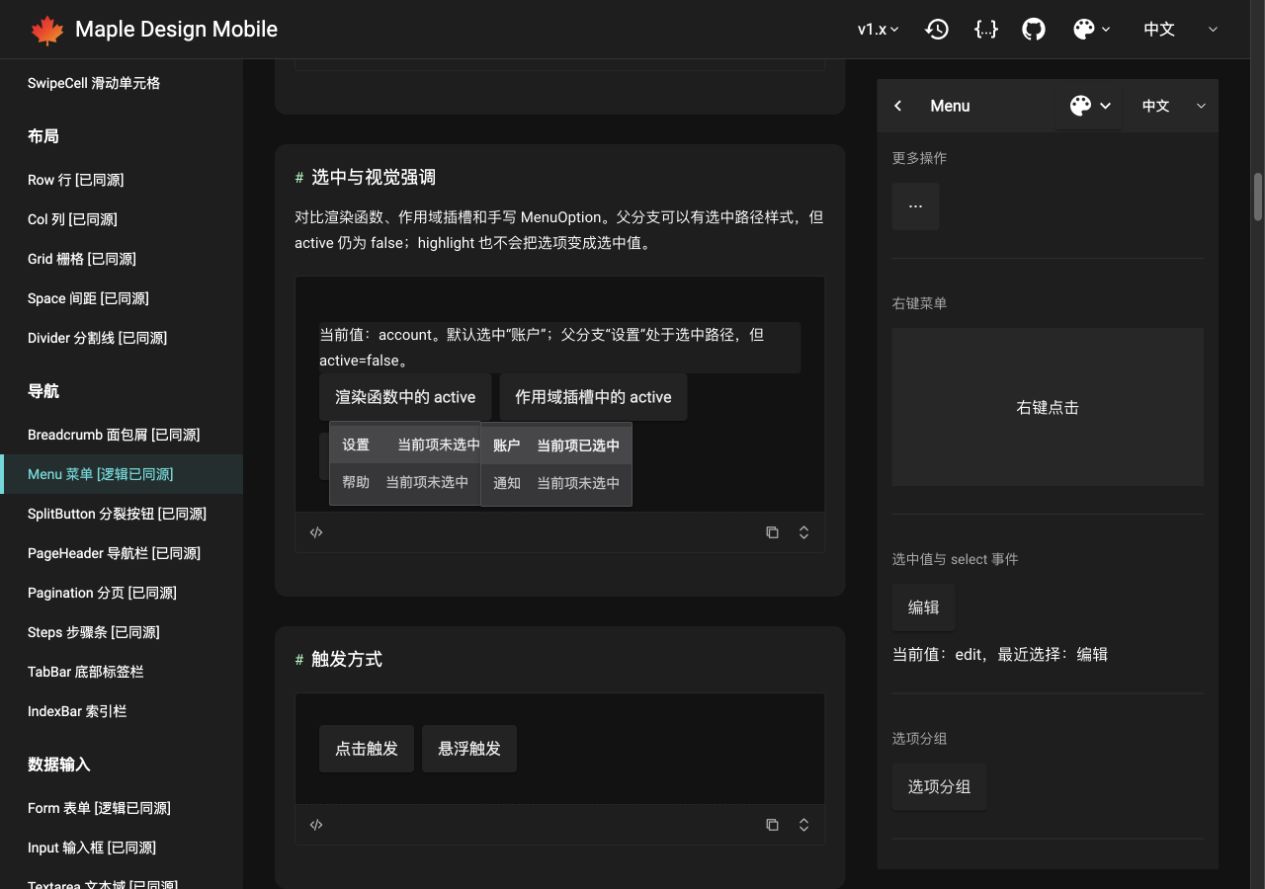 Maple Design Mobile
v1.x
{...}
中文
SwipeCell 滑动单元格
布局
Row 行 [已同源]
Col 列 [已同源]
Grid 栅格 [已同源]
Space 间距 [已同源]
Divider 分割线 [已同源]
导航
Breadcrumb 面包屑 [已同源]
Menu 菜单 [逻辑已同源]
SplitButton 分裂按钮 [已同源]
PageHeader 导航栏 [已同源]
Pagination 分页 [已同源]
Steps 步骤条 [已同源]
TabBar 底部标签栏
IndexBar 索引栏
数据输入
Form 表单 [逻辑已同源]
Input 输入框 [已同源]
Textarea 文本域 [已同源]
# 选中与视觉强调
对比渲染函数、作用域插槽和手写 MenuOption。父分支可以有选中路径样式，但
active 仍为 false；highlight 也不会把选项变成选中值。
当前值：account。默认选中“账户”；父分支“设置”处于选中路径，但
active=false。
渲染函数中的 active
作用域插槽中的 active
设置 当前项未选中
帮助 当前项未选中
账户 当前项已选中
通知 当前项未选中
</>
# 触发方式
点击触发
悬浮触发
</>
Menu
中文
更多操作
...
右键菜单
右键点击
选中值与 select 事件
编辑
当前值：edit，最近选择：编辑
选项分组
选项分组